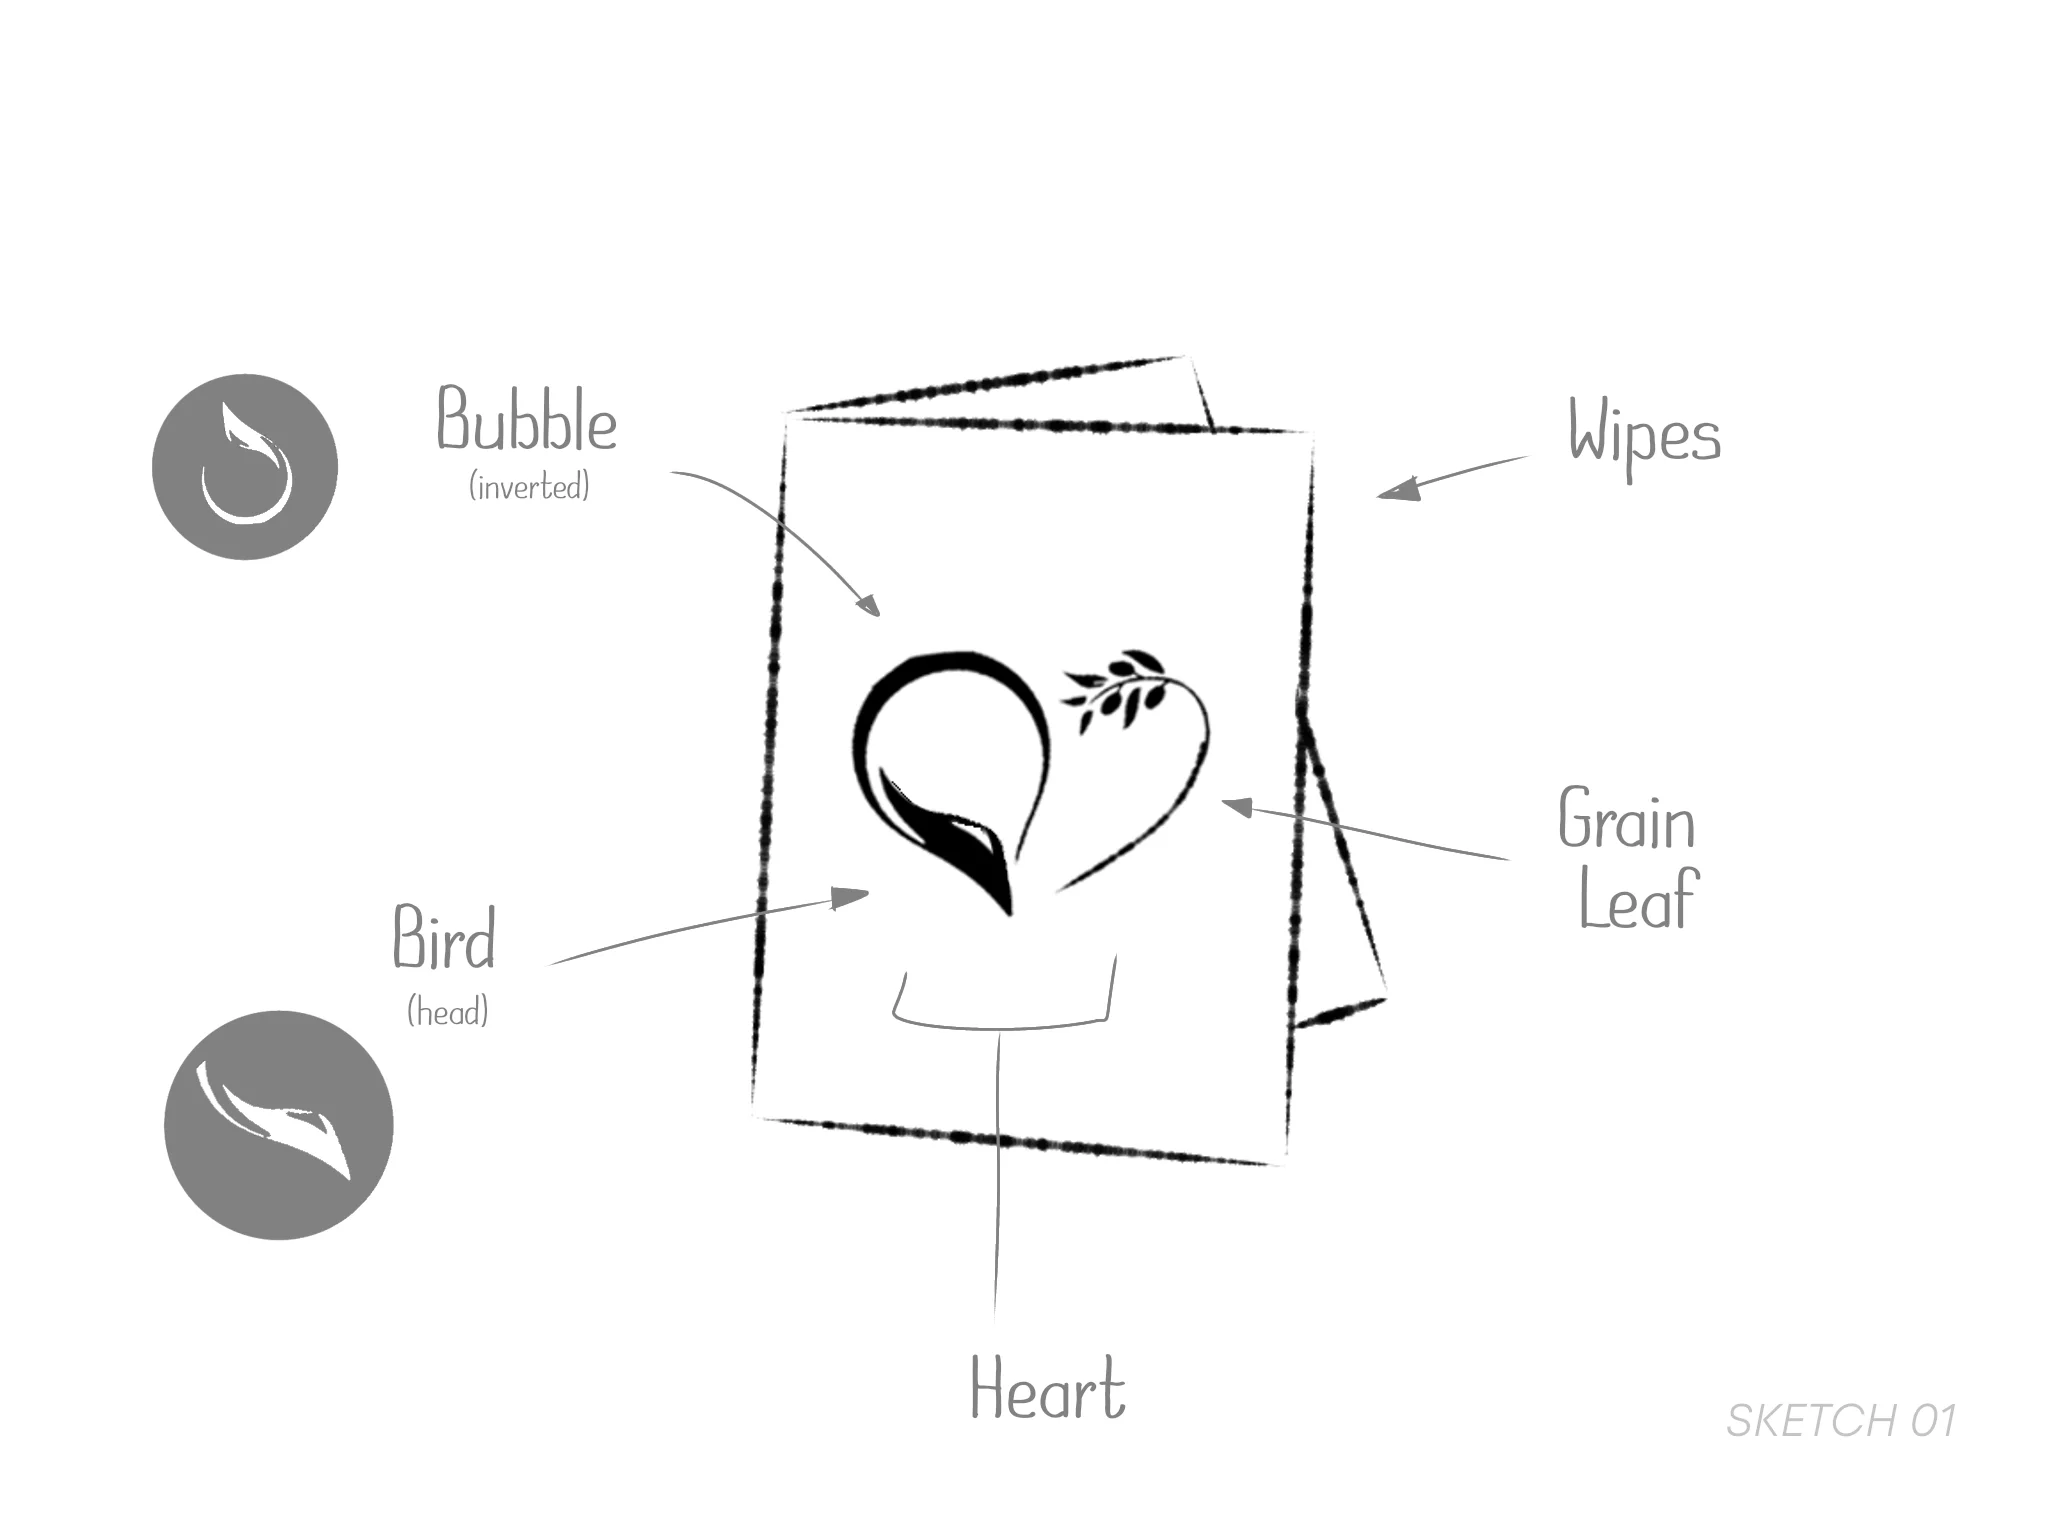 Bubble
(inverted)
Wipes
Grain
Leaf
Bird
(head)
Heart
SKETCH 01